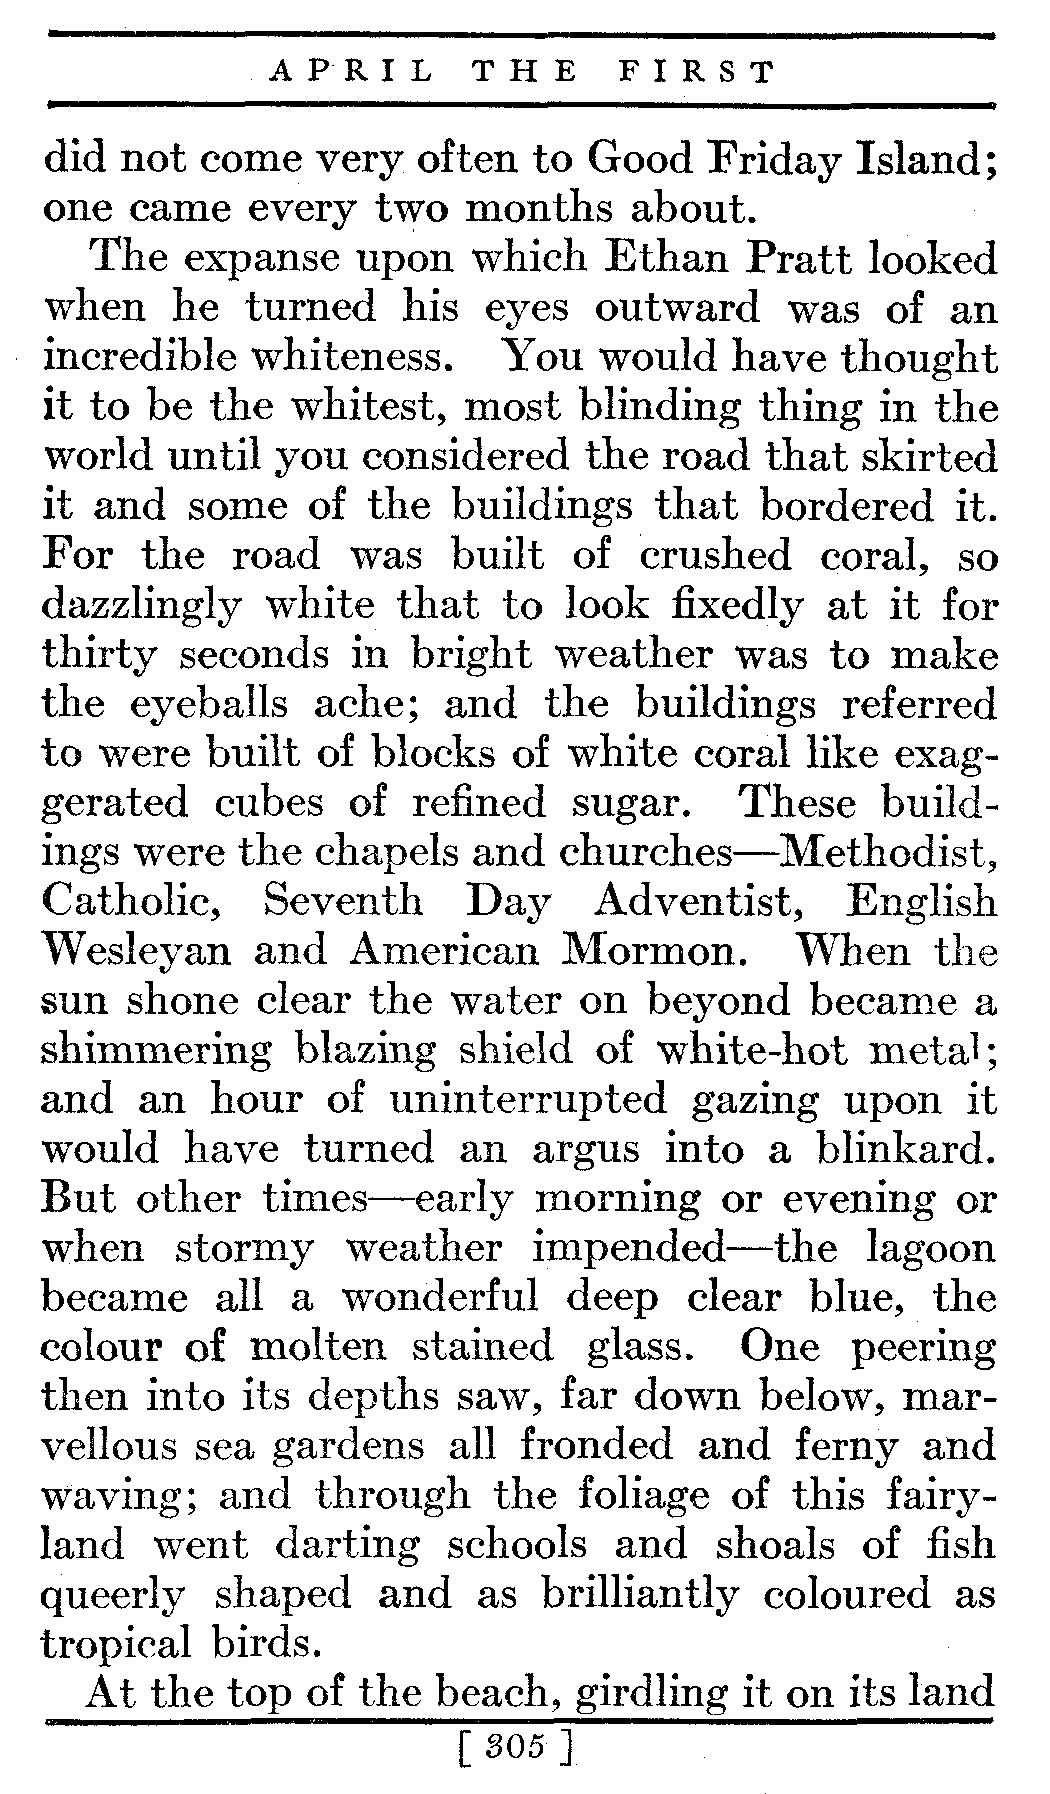 APRIL THE FIRST
did not come very often to Good Friday Island;
one came every two months about.
The expanse upon which Ethan Pratt looked
when he turned his eyes outward was of an
incredible whiteness. You would have thought
it to be the whitest, most blinding thing in the
world until you considered the road that skirted
it and some of the buildings that bordered it.
For the road was built of crushed coral, so
dazzlingly white that to look fixedly at it for
thirty seconds in bright weather was to make
the eyeballs ache; and the buildings referred
to were built of blocks of white coral like exag-
gerated cubes of refined sugar. These build-
ings were the chapels and churches—Methodist,
Catholic, Seventh Day Adventist, English
Wesleyan and American Mormon. When the
sun shone clear the water on beyond became a
shimmering blazing shield of white-hot metal;
and an hour of uninterrupted gazing upon it
would have turned an argus into a blinkard.
But other times—early morning or evening or
when stormy weather impended—the lagoon
became all a wonderful deep clear blue, the
colour of molten stained glass. One peering
then into its depths saw, far down below, mar-
vellous sea gardens all fronded and ferny and
waving; and through the foliage of this fairy-
land went darting schools and shoals of fish
queerly shaped and as brilliantly coloured as
tropical birds.
At the top of the beach, girdling it on its land
[ 305 ]